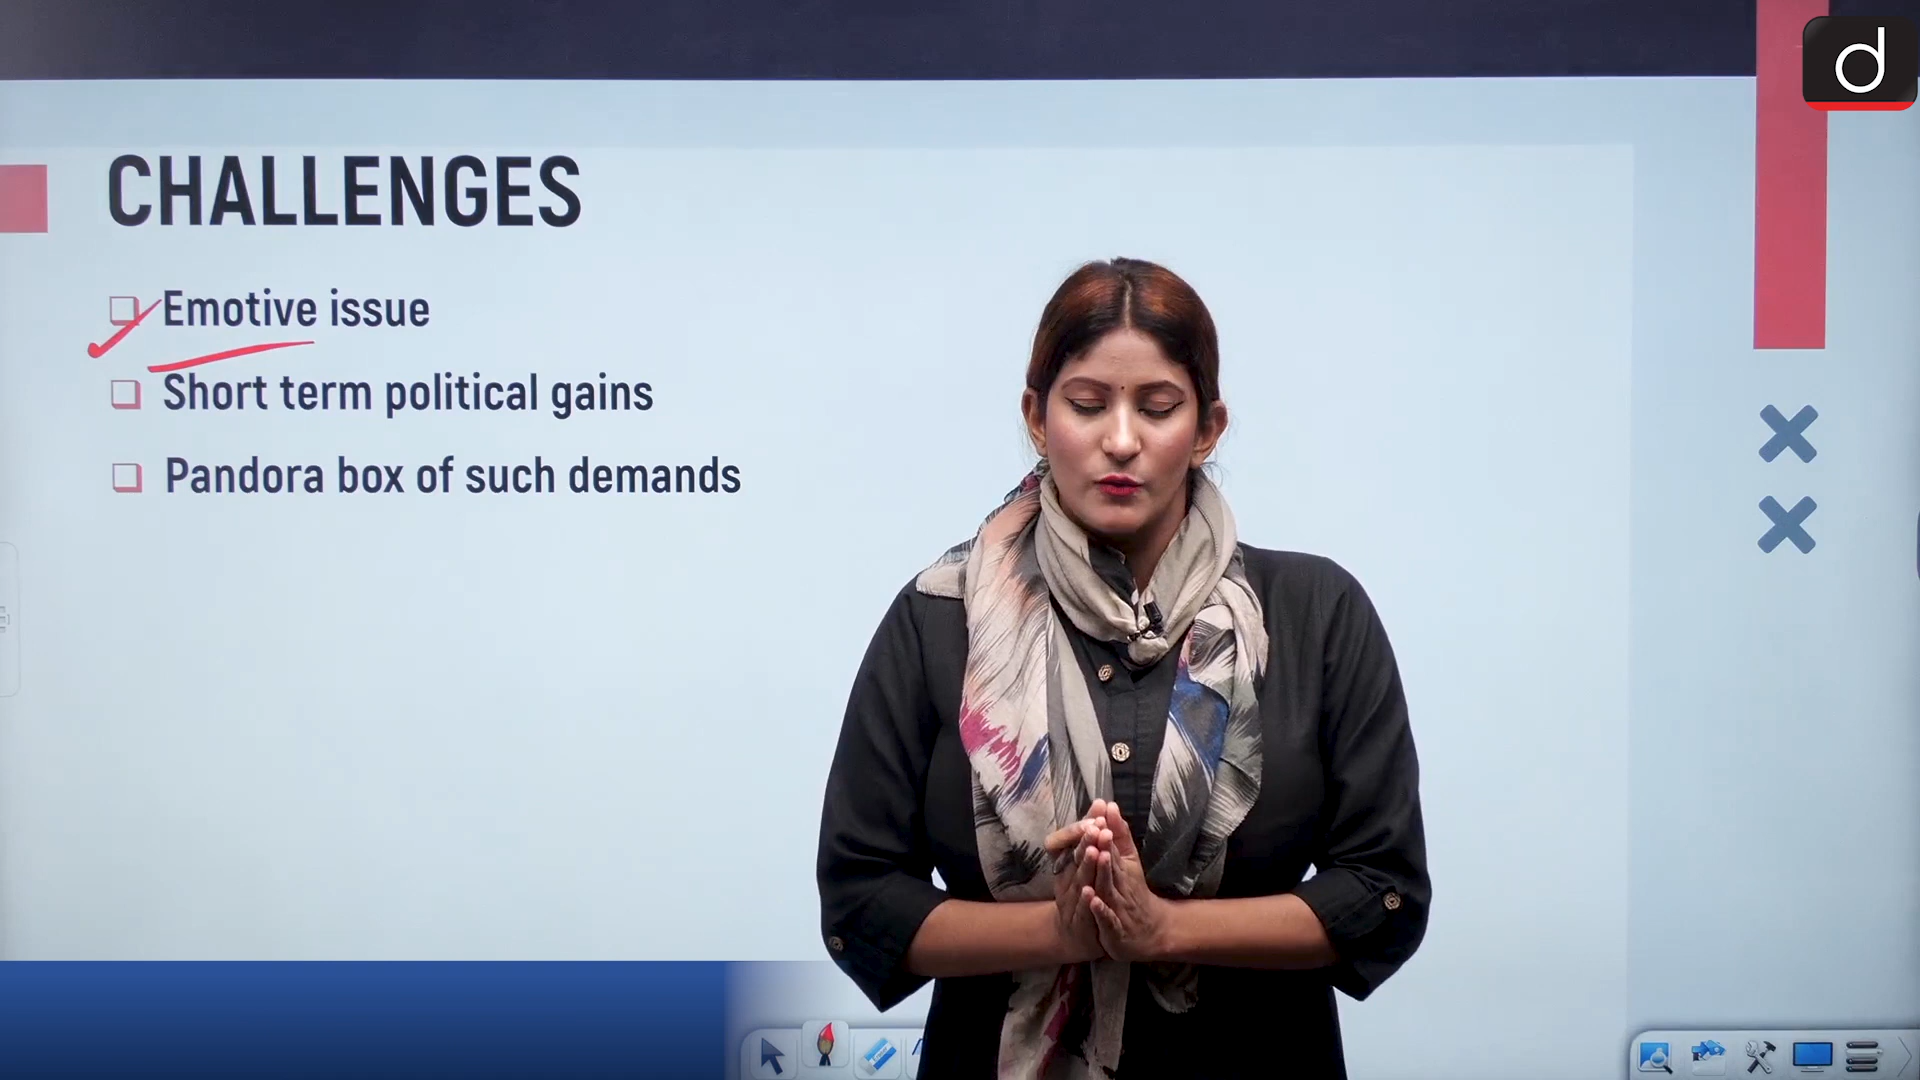 d
CHALLENGES
Emotive issue
Short term political gains
Pandora box of such demands